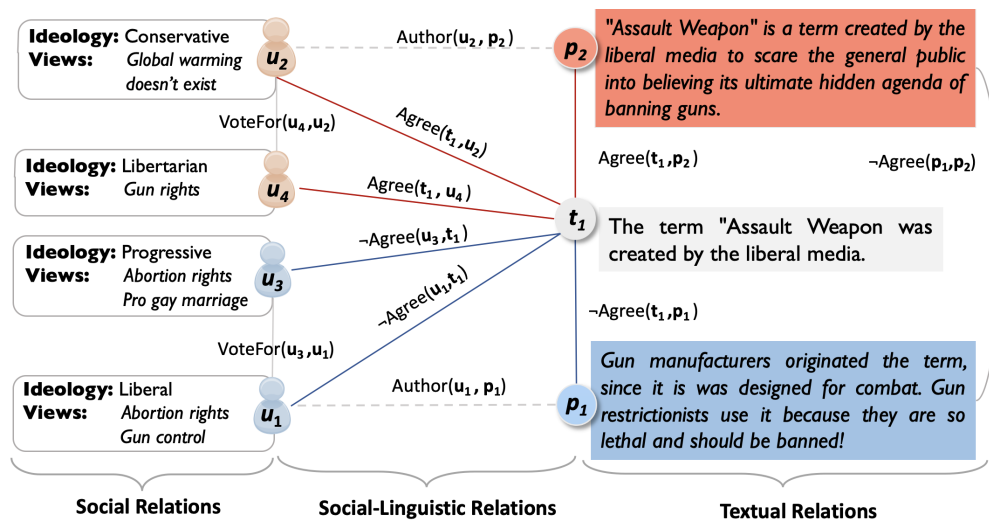 Ideology: Conservative
Views: Global warming
doesn't exist
u2
Author(u2, p2)
p2
"Assault Weapon" is a term created by the
liberal media to scare the general public
into believing its ultimate hidden agenda of
banning guns.
VoteFor(u4,u2)
Agree(t1,u2)
Agree(t1,p2)
¬Agree(p1,p2)
Ideology: Libertarian
Views: Gun rights
u4
Agree(t1, u4)
t1
The term "Assault Weapon was
created by the liberal media.
Ideology: Progressive
Views: Abortion rights
Pro gay marriage
u3
¬Agree(u3,t1)
¬Agree(u1,t1)
¬Agree(t1,p1)
VoteFor(u3,u1)
Ideology: Liberal
Views: Abortion rights
Gun control
u1
Author(u1, p1)
p1
Gun manufacturers originated the term,
since it is was designed for combat. Gun
restrictionists use it because they are so
lethal and should be banned!
Social Relations
Social-Linguistic Relations
Textual Relations